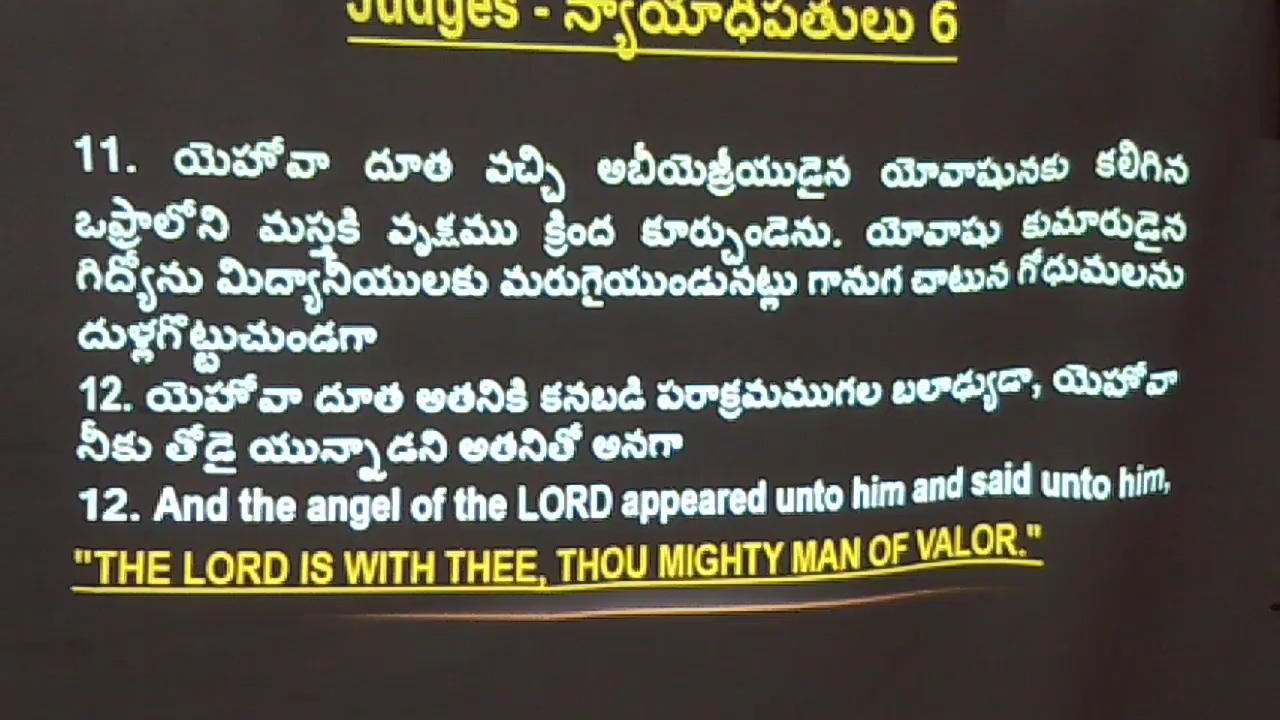 Judges - న్యాయాధిపతులు 6
11. యెహోవా దూత వచ్చి అబీయెజ్రీయుడైన యోవాషునకు కలిగిన
ఒఫ్రాలోని మస్తకి వృక్షము క్రింద కూర్చుండెను. యోవాషు కుమారుడైన
గిద్యోను మిద్యానీయులకు మరుగైయుండునట్లు గానుగ చాటున గోధుమలను
దుళ్లగొట్టుచుండగా
12. యెహోవా దూత అతనికి కనబడి పరాక్రమముగల బలాఢ్యుడా, యెహోవా
నీకు తోడై యున్నాడని అతనితో అనగా
12. And the angel of the LORD appeared unto him and said unto him,
"THE LORD IS WITH THEE, THOU MIGHTY MAN OF VALOR."